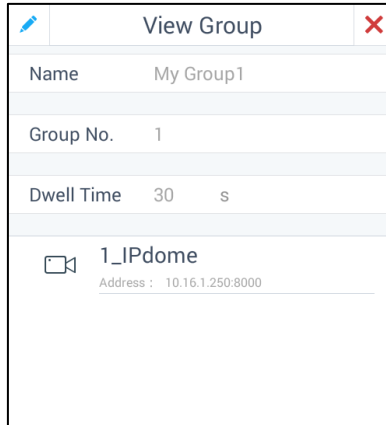 View Group
Name My Group1
Group No. 1
Dwell Time 30 s
1_IPdome
Address : 10.16.1.250:8000